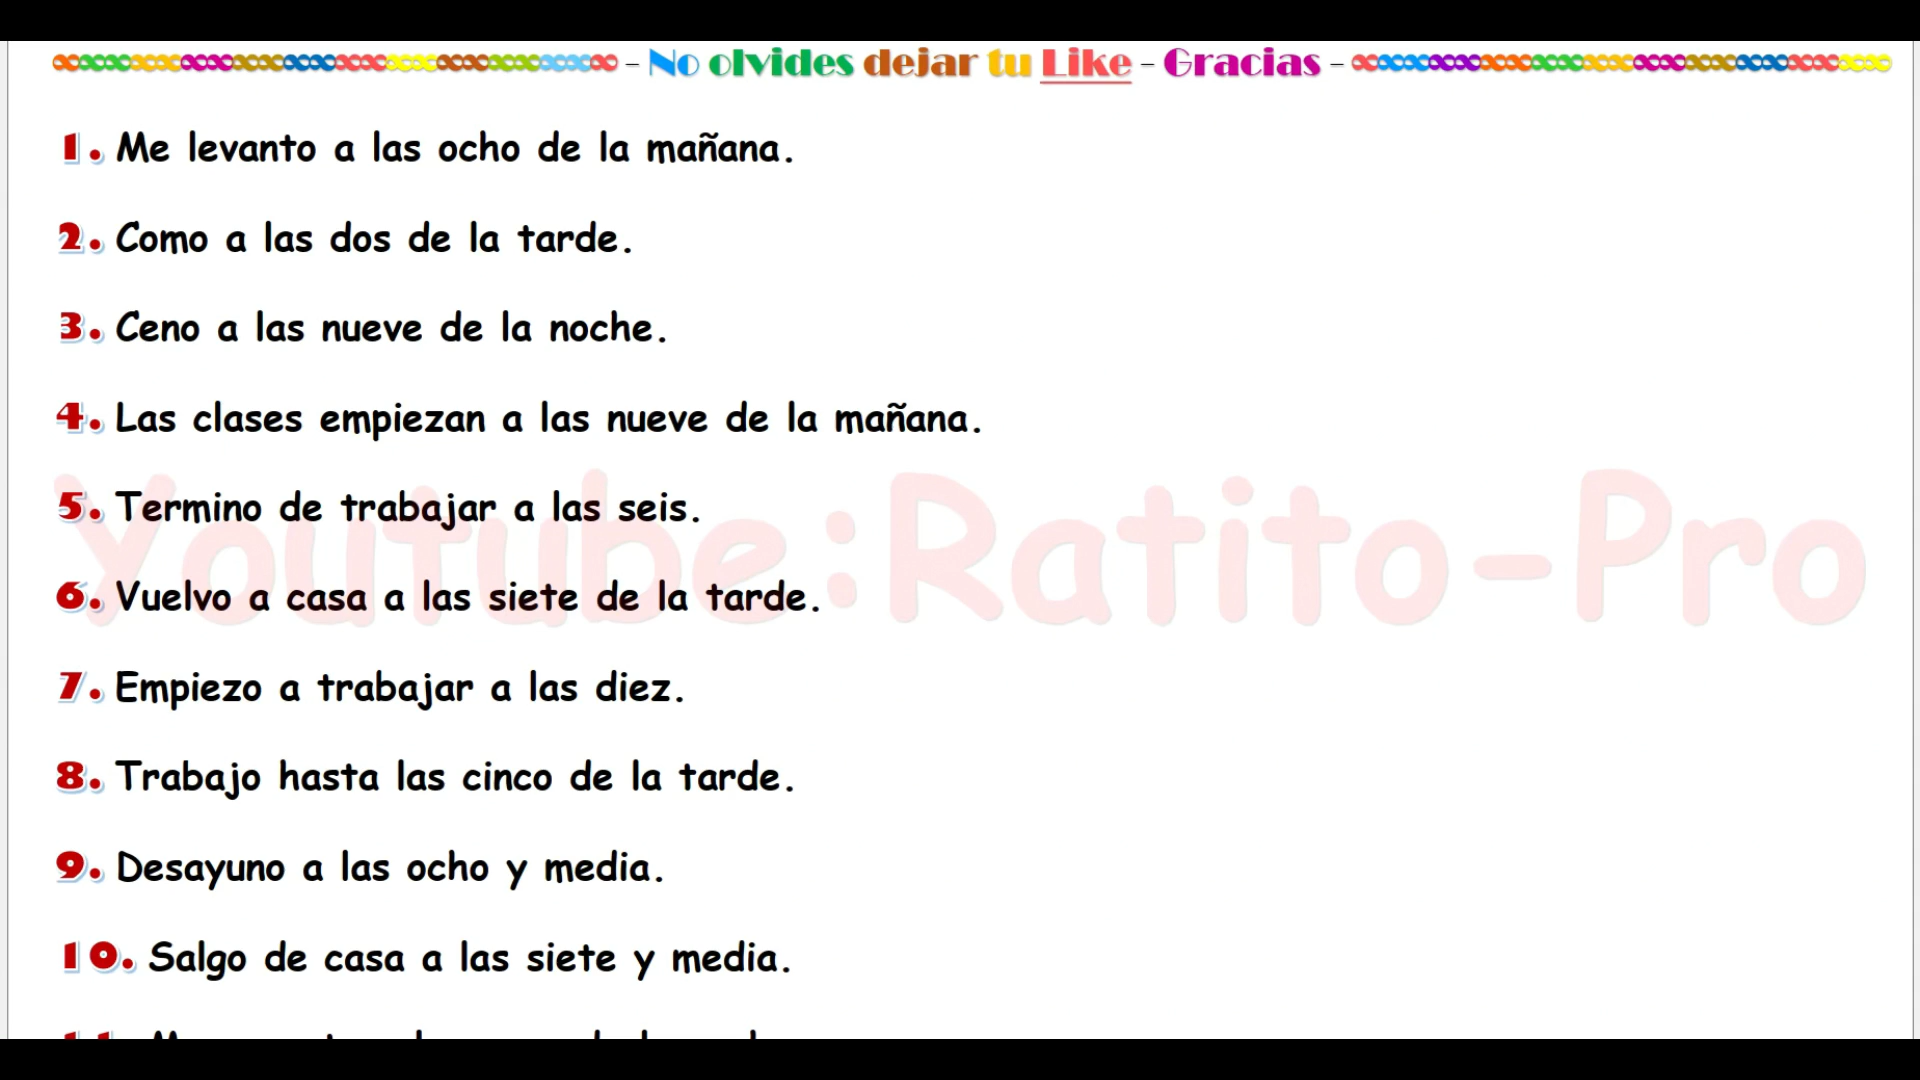 - No olvides dejar tu Like - Gracias -
1. Me levanto a las ocho de la mañana.
2. Como a las dos de la tarde.
3. Ceno a las nueve de la noche.
4. Las clases empiezan a las nueve de la mañana.
Youtube:Ratito-Pro
5. Termino de trabajar a las seis.
6. Vuelvo a casa a las siete de la tarde.
7. Empiezo a trabajar a las diez.
8. Trabajo hasta las cinco de la tarde.
9. Desayuno a las ocho y media.
10. Salgo de casa a las siete y media.